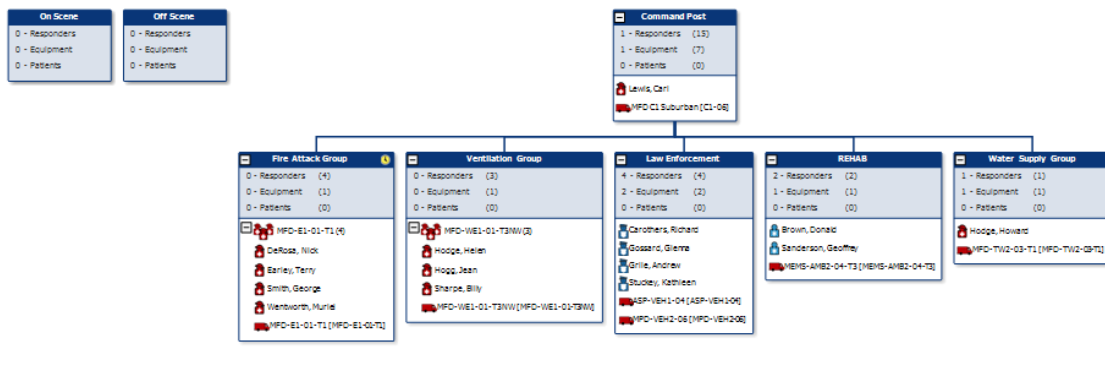 On Scene
0 - Responders
0 - Equipment
0 - Patients
Off Scene
0 - Responders
0 - Equipment
0 - Patients
Command Post
1 - Responders (15)
1 - Equipment (7)
0 - Patients (0)
Lewis, Carl
MFD C1 Suburban [C1-06]
Fire Attack Group
0 - Responders (4)
0 - Equipment (1)
0 - Patients (0)
MFD-E1-01-T1 (4)
DeRosa, Nick
Earley, Terry
Smith, George
Wentworth, Muriel
MFD-E1-01-T1 [MFD-E1-01-T1]
Ventilation Group
0 - Responders (3)
0 - Equipment (1)
0 - Patients (0)
MFD-WE1-01-T3NW (3)
Hodge, Helen
Hogg, Jean
Sharpe, Billy
MFD-WE1-01-T3NW [MFD-WE1-01-T3NW]
Law Enforcement
4 - Responders (4)
2 - Equipment (2)
0 - Patients (0)
Carothers, Richard
Gossard, Glenna
Grile, Andrew
Stuckey, Kathleen
ASP-VEH1-04 [ASP-VEH1-04]
MPD-VEH2-06 [MPD-VEH2-06]
REHAB
2 - Responders (2)
1 - Equipment (1)
0 - Patients (0)
Brown, Donald
Sanderson, Geoffrey
MEMS-AMB2-04-T3 [MEMS-AMB2-04-T3]
Water Supply Group
1 - Responders (1)
1 - Equipment (1)
0 - Patients (0)
Hodge, Howard
MFD-TW2-03-T1 [MFD-TW2-03-T1]